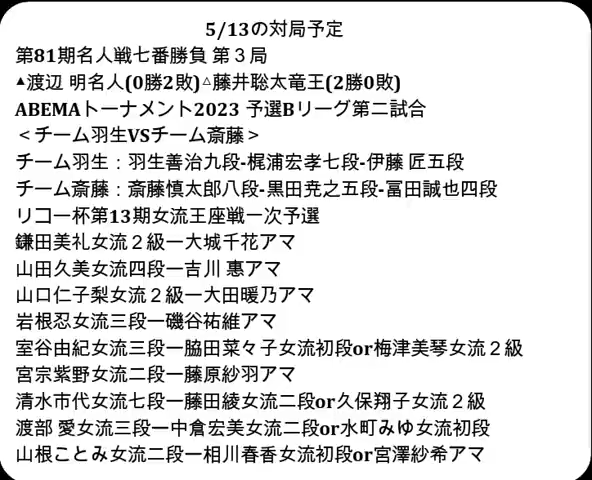 5/13の対局予定
第81期名人戦七番勝負 第３局
▲渡辺 明名人(0勝2敗)△藤井聡太竜王(2勝0敗)
ABEMAトーナメント2023 予選Bリーグ第二試合
＜チーム羽生VSチーム斎藤＞
チーム羽生：羽生善治九段-梶浦宏孝七段-伊藤 匠五段
チーム斎藤：斎藤慎太郎八段-黒田尭之五段-冨田誠也四段
リコー杯第13期女流王座戦一次予選
鎌田美礼女流２級ー大城千花アマ
山田久美女流四段ー吉川 惠アマ
山口仁子梨女流２級ー大田暖乃アマ
岩根忍女流三段ー磯谷祐維アマ
室谷由紀女流三段ー脇田菜々子女流初段or梅津美琴女流２級
宮宗紫野女流二段ー藤原紗羽アマ
清水市代女流七段ー藤田綾女流二段or久保翔子女流２級
渡部 愛女流三段ー中倉宏美女流二段or水町みゆ女流初段
山根ことみ女流二段ー相川春香女流初段or宮澤紗希アマ